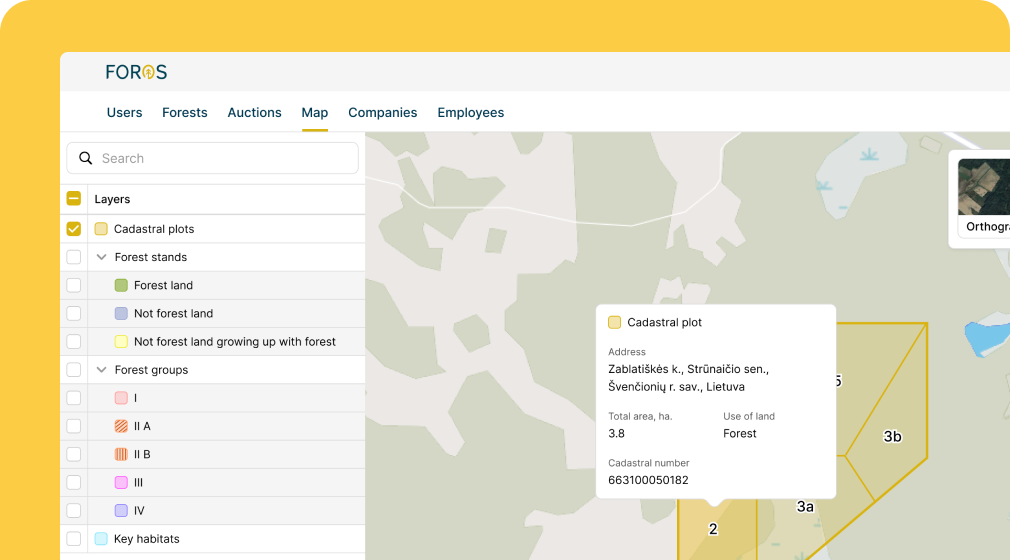 FOROS
Users Forests Auctions Map Companies Employees
Search
Layers
Cadastral plots
Forest stands
Forest land
Not forest land
Not forest land growing up with forest
Forest groups
I
II A
II B
III
IV
Key habitats
Cadastral plot
Address
Zablatiškės k., Strūnaičio sen.,
Švenčionių r. sav., Lietuva
Total area, ha. Use of land
3.8 Forest
Cadastral number
663100050182
5
3b
3a
2